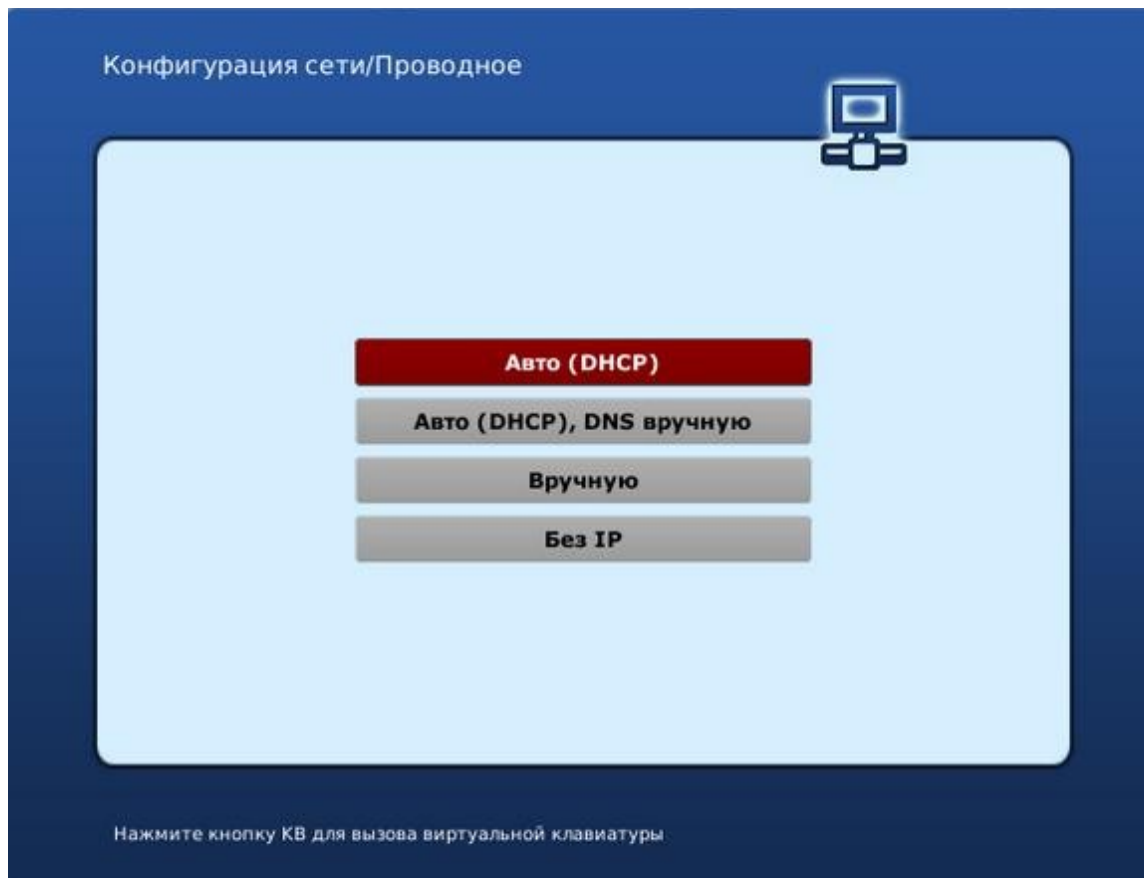 Конфигурация сети/Проводное
Авто (DHCP)
Авто (DHCP), DNS вручную
Вручную
Без IP
Нажмите кнопку КВ для вызова виртуальной клавиатуры